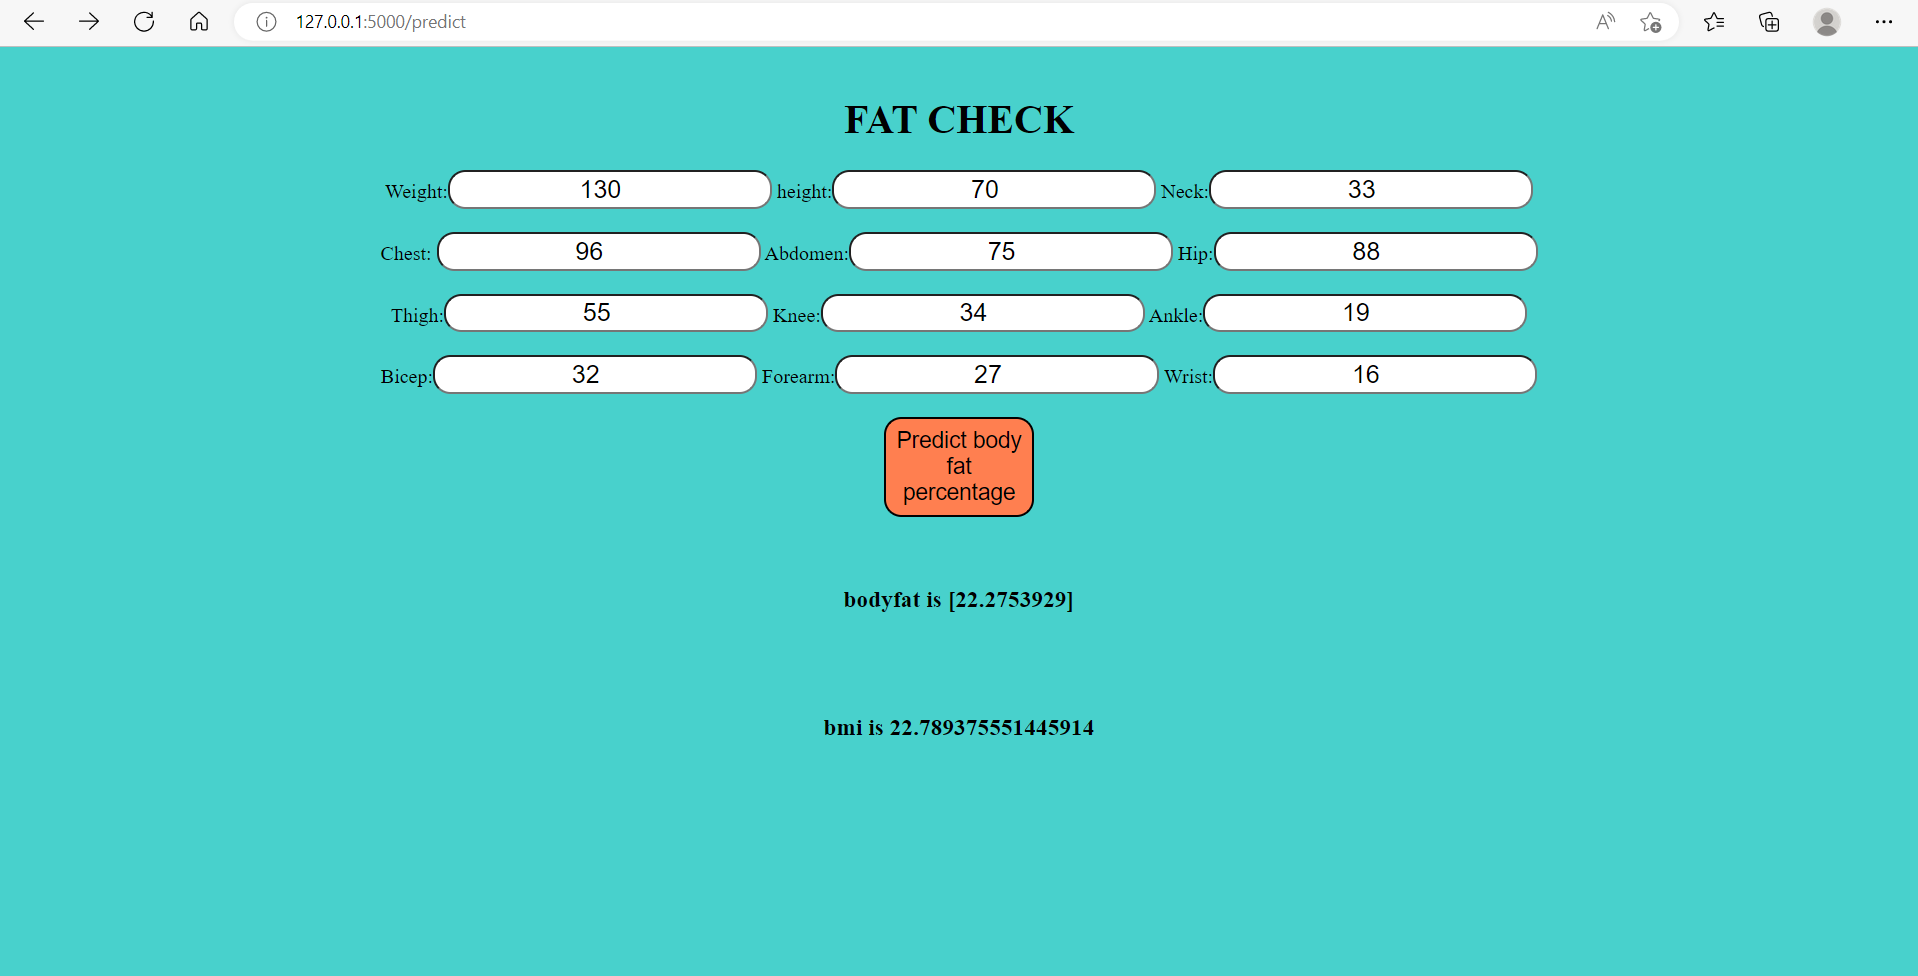 127.0.0.1:5000/predict
FAT CHECK
Weight: 130 height: 70 Neck: 33
Chest: 96 Abdomen: 75 Hip: 88
Thigh: 55 Knee: 34 Ankle: 19
Bicep: 32 Forearm: 27 Wrist: 16
Predict body
fat
percentage
bodyfat is [22.2753929]
bmi is 22.789375551445914